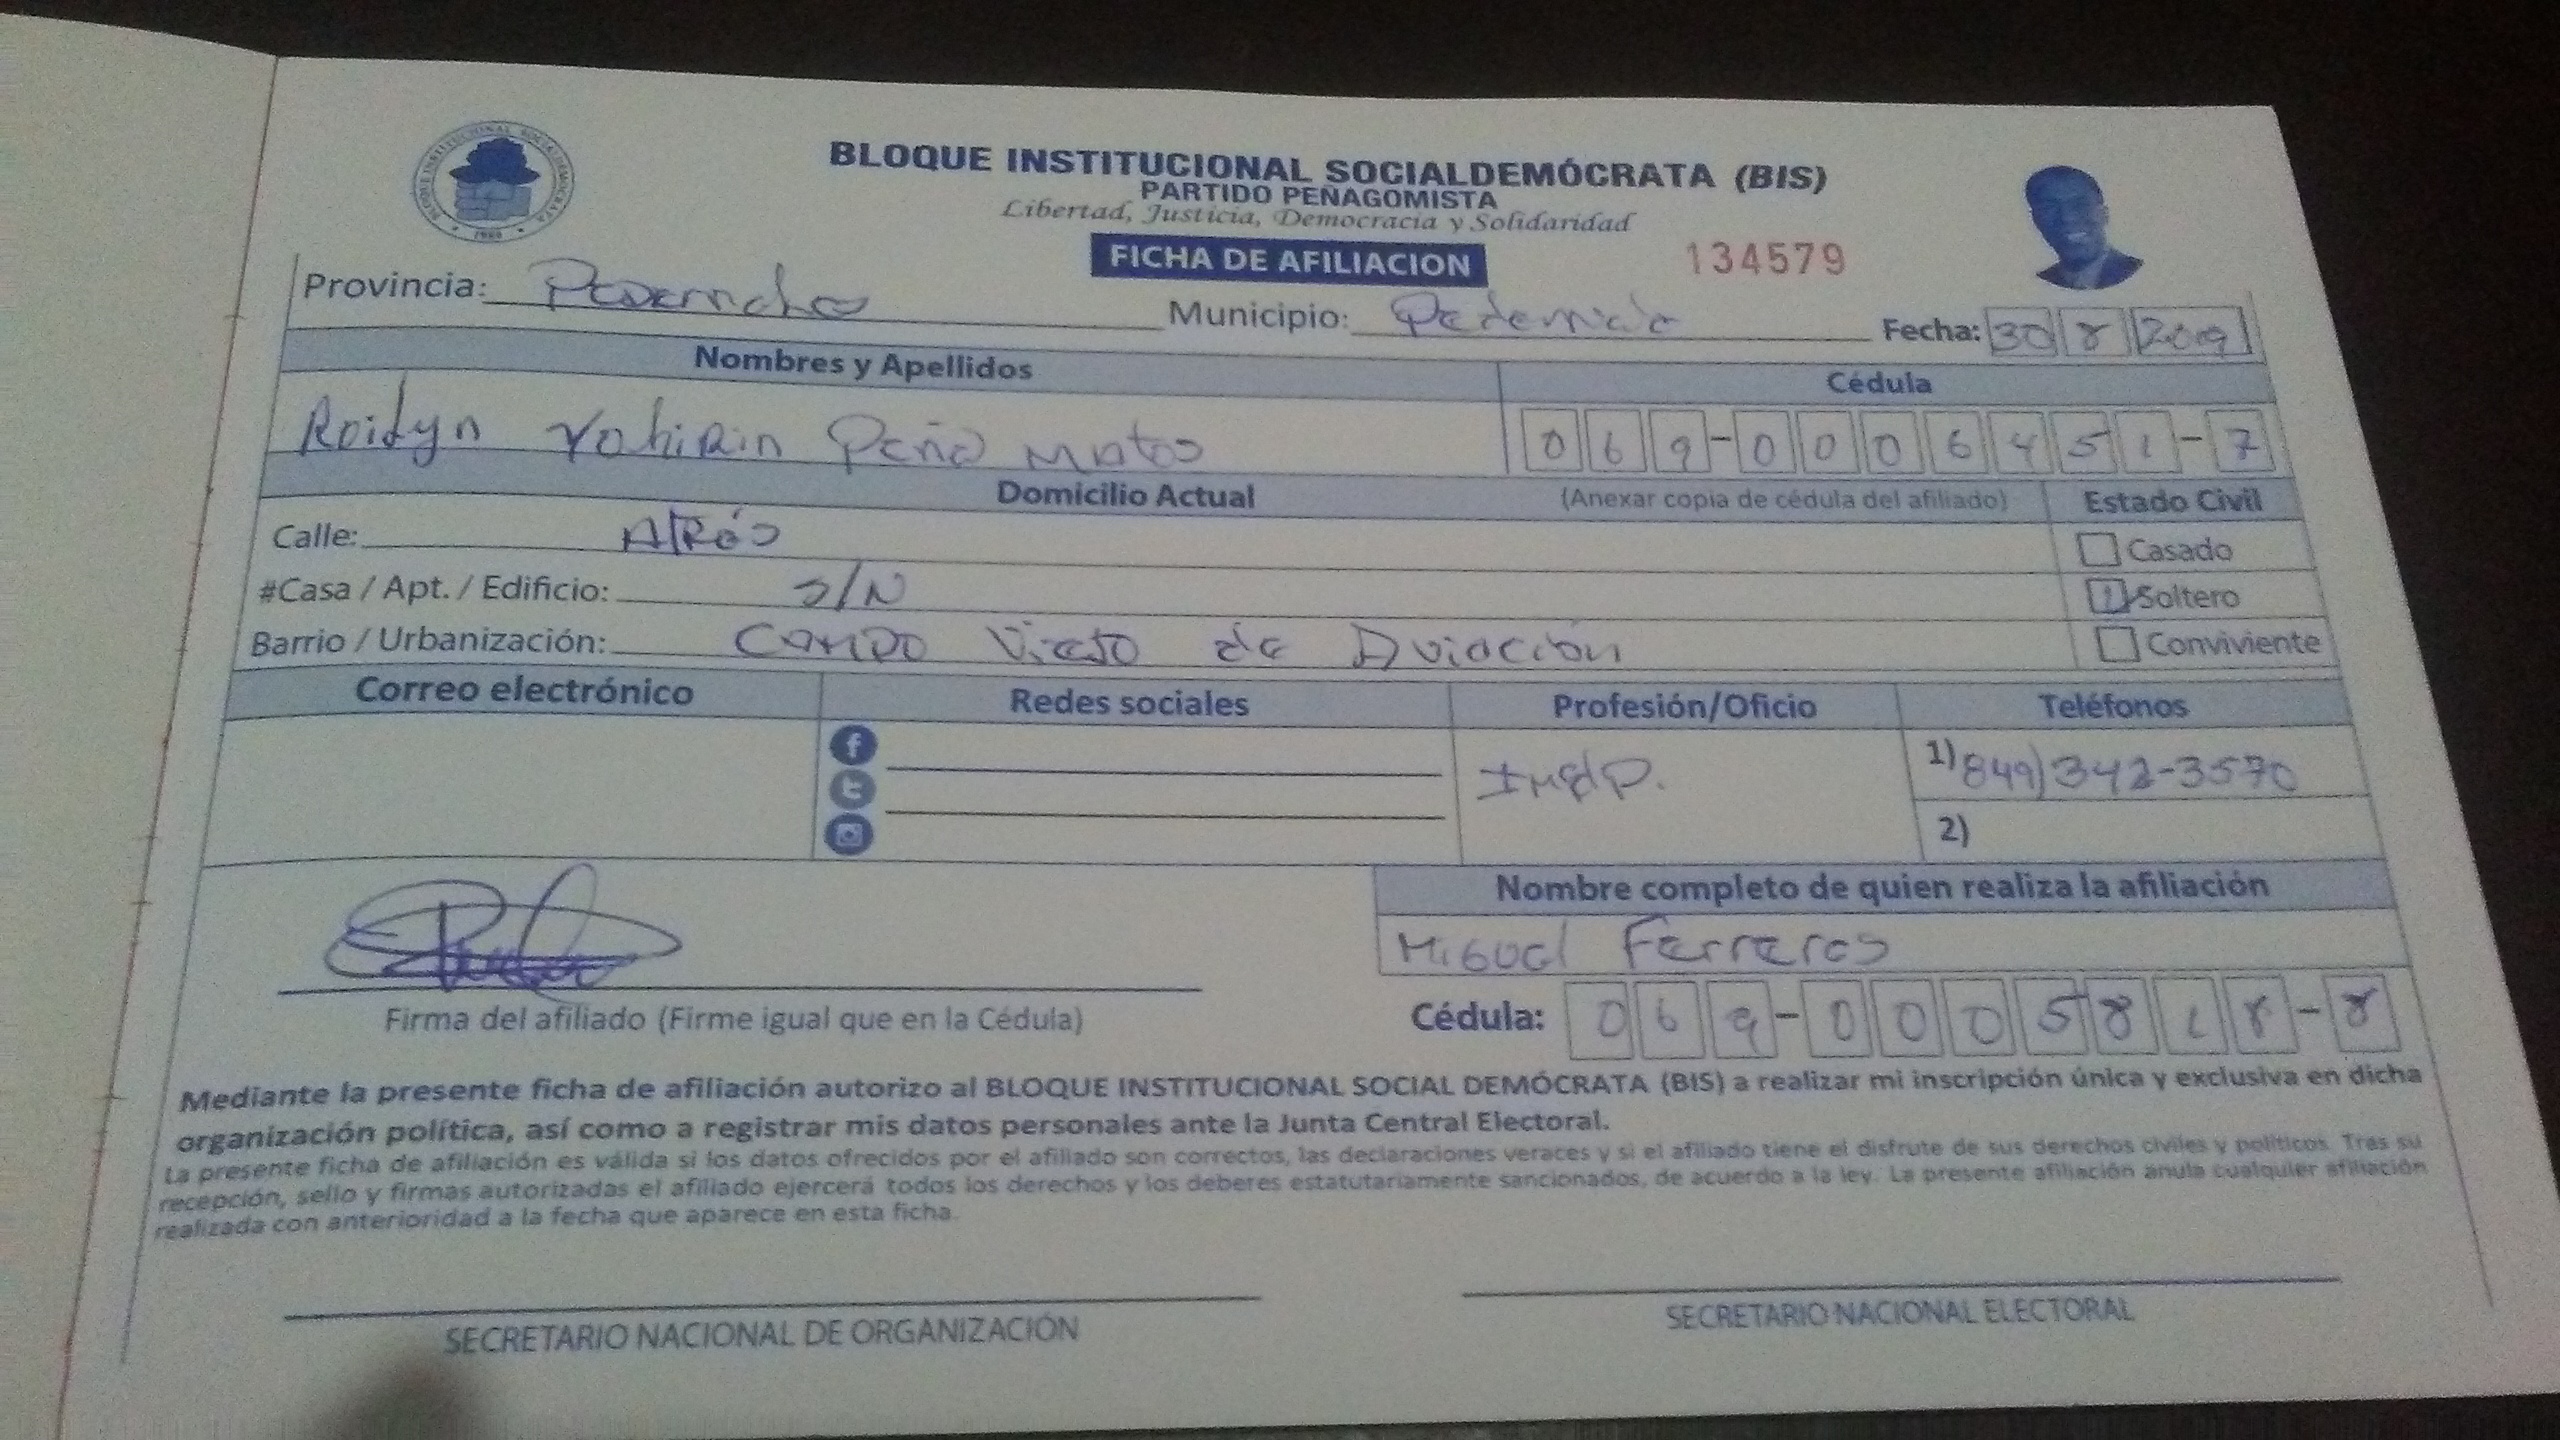 BLOQUE INSTITUCIONAL SOCIALDEMÓCRATA (BIS)
PARTIDO PEÑAGOMISTA
Libertad, Justicia, Democracia y Solidaridad
FICHA DE AFILIACION 134579
Provincia: Pedernales Municipio: Pedernales Fecha: 30 8 2019
Nombres y Apellidos Cédula
Roidyn Yohirin Peña Matos 069-0006451-7
Domicilio Actual (Anexar copia de cédula del afiliado) Estado Civil
Calle: Atrás Casado
#Casa / Apt. / Edificio: S/N Soltero
Barrio / Urbanización: Campo Viejo de Aviación Conviviente
Correo electrónico Redes sociales Profesión/Oficio Teléfonos
Imdp. 1) 849) 342-3570
2)
Nombre completo de quien realiza la afiliación
Miguel Ferreras
Firma del afiliado (Firme igual que en la Cédula) Cédula: 069-0005818-8
Mediante la presente ficha de afiliación autorizo al BLOQUE INSTITUCIONAL SOCIAL DEMÓCRATA (BIS) a realizar mi inscripción única y exclusiva en dicha
organización política, así como a registrar mis datos personales ante la Junta Central Electoral.
La presente ficha de afiliación es válida si los datos ofrecidos por el afiliado son correctos, las declaraciones veraces y si el afiliado tiene el disfrute de sus derechos civiles y políticos. Tras su
recepción, sello y firmas autorizadas el afiliado ejercerá todos los derechos y los deberes estatutariamente sancionados, de acuerdo a la ley. La presente afiliación anula cualquier afiliación
realizada con anterioridad a la fecha que aparece en esta ficha.
SECRETARIO NACIONAL DE ORGANIZACIÓN SECRETARIO NACIONAL ELECTORAL